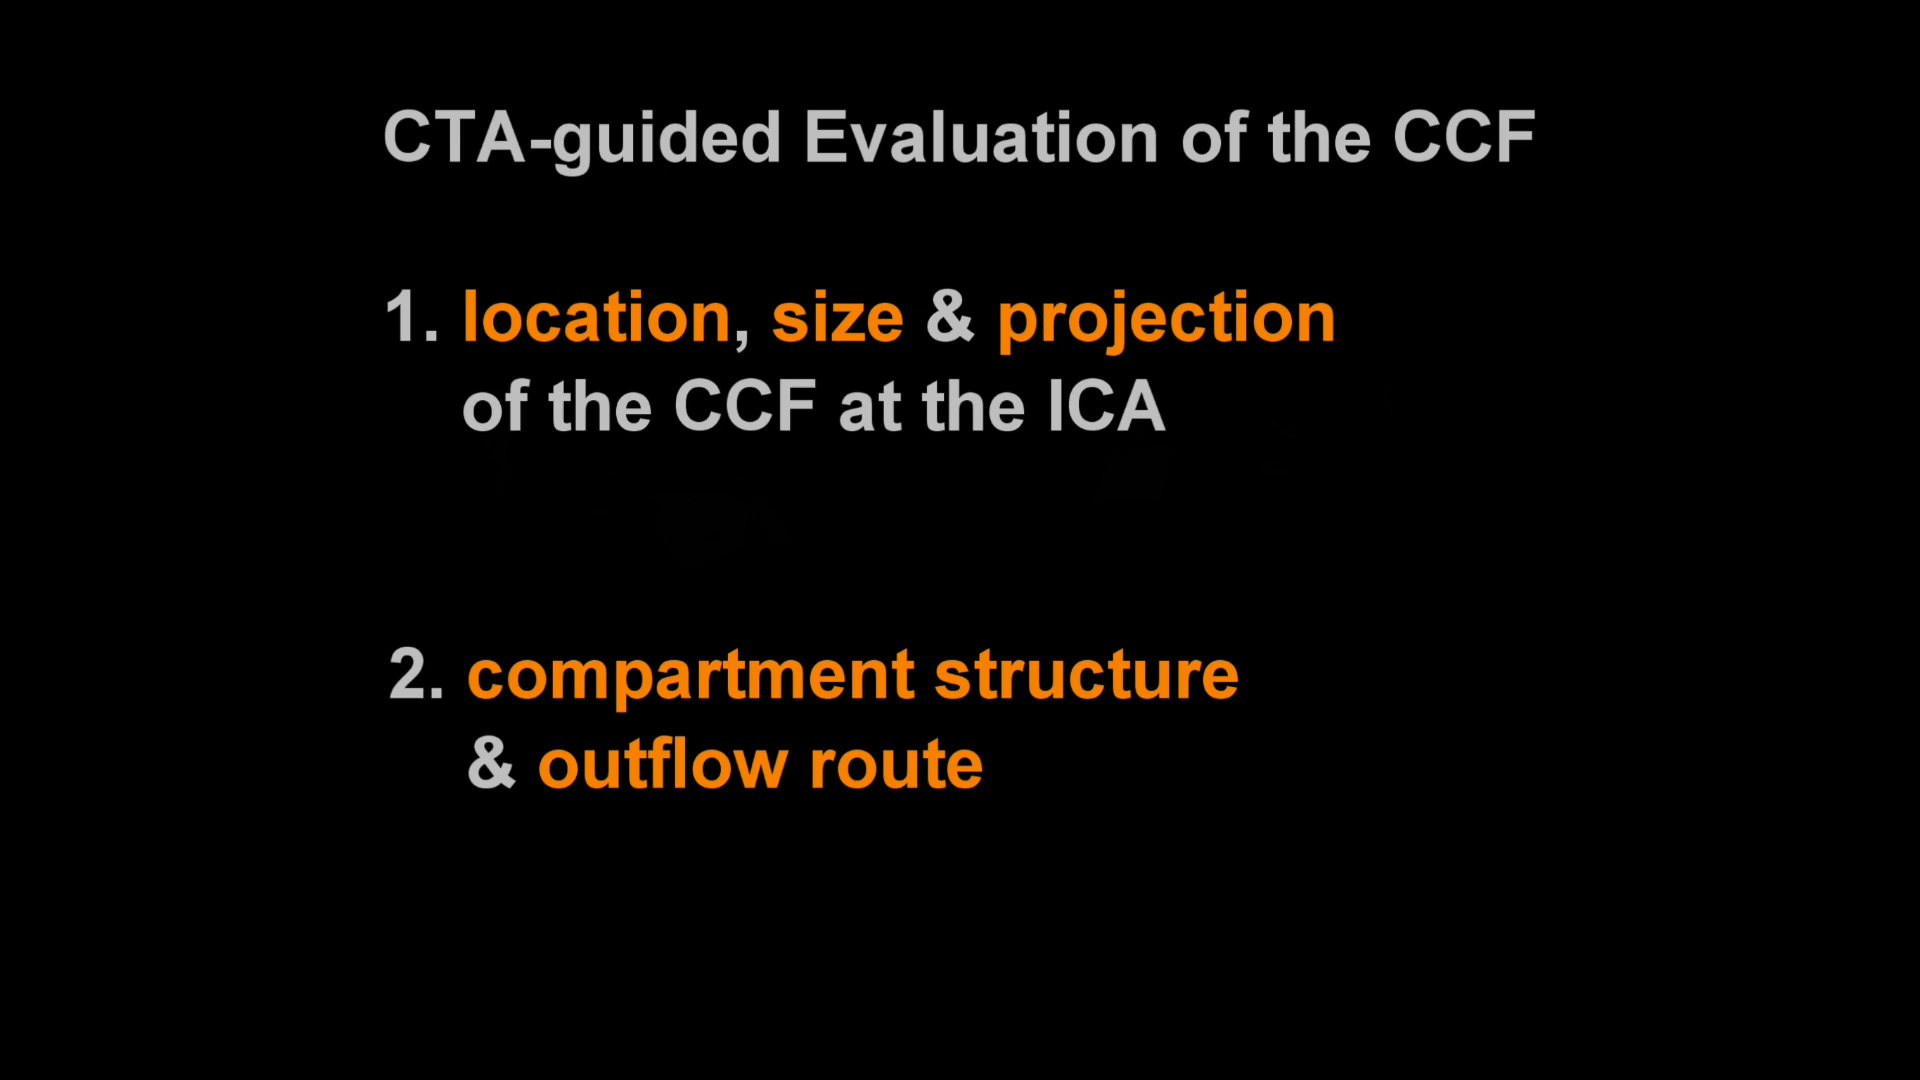 CTA-guided Evaluation of the CCF
1. location, size & projection
of the CCF at the ICA
2. compartment structure
& outflow route